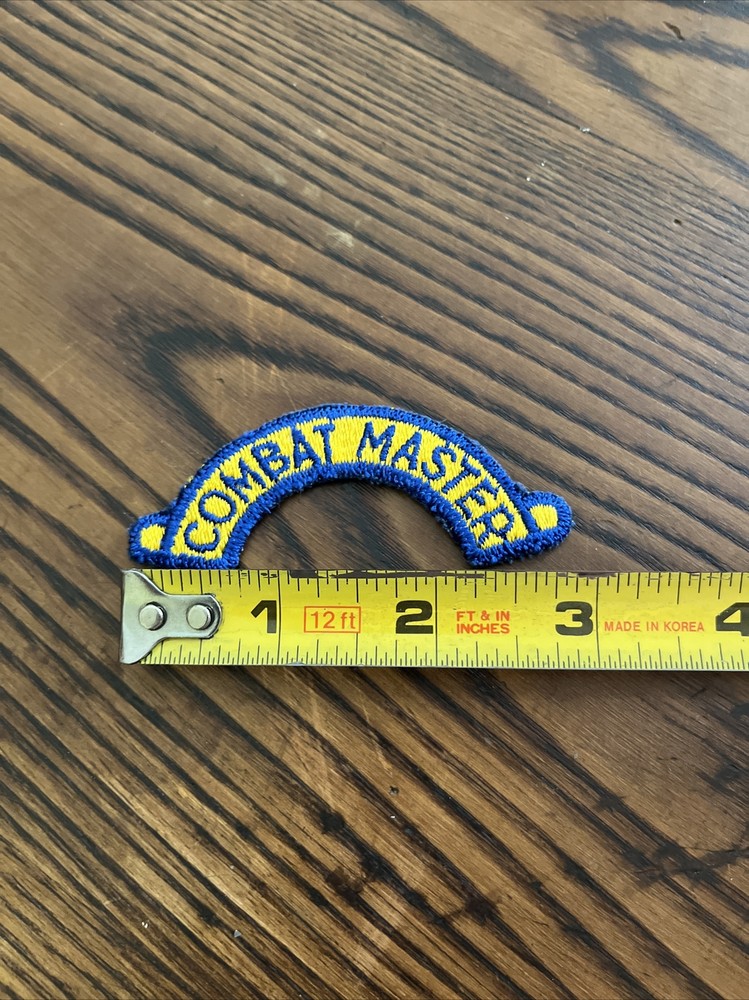 COMBAT MASTER
1 12 ft 2 FT & IN 3 MADE IN KOREA 4
INCHES